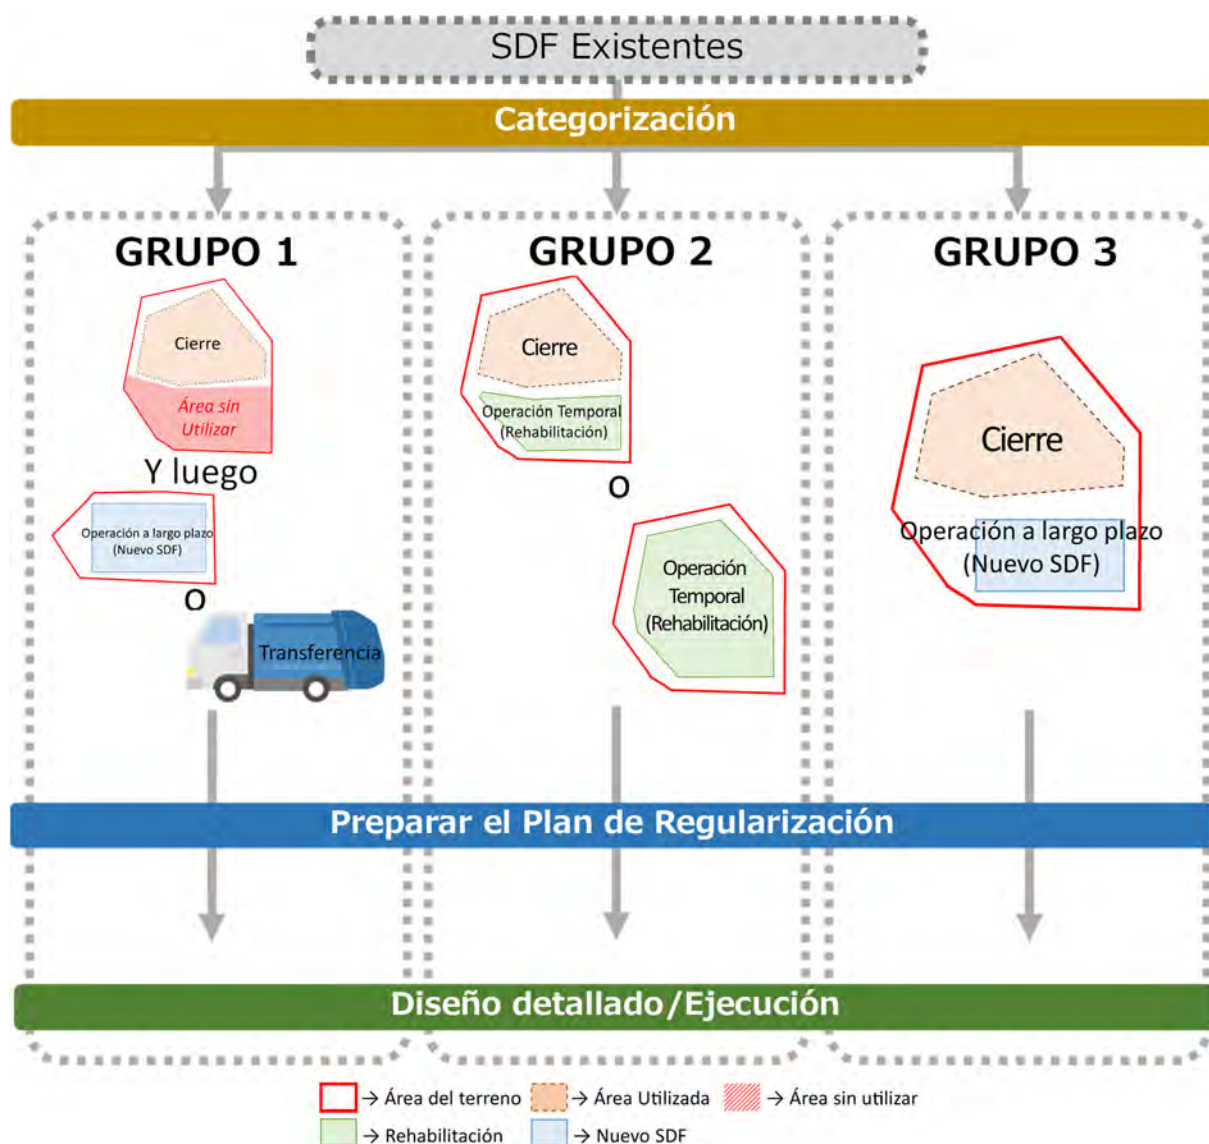 SDF Existentes
Categorización
GRUPO 1
Cierre
Área sin
Utilizar
Y luego
Operación a largo plazo
(Nuevo SDF)
O
Transferencia
GRUPO 2
Cierre
Operación Temporal
(Rehabilitación)
O
Operación
Temporal
(Rehabilitación)
GRUPO 3
Cierre
Operación a largo plazo
(Nuevo SDF)
Preparar el Plan de Regularización
Diseño detallado/Ejecución
→ Área del terreno
→ Área Utilizada
→ Área sin utilizar
→ Rehabilitación
→ Nuevo SDF